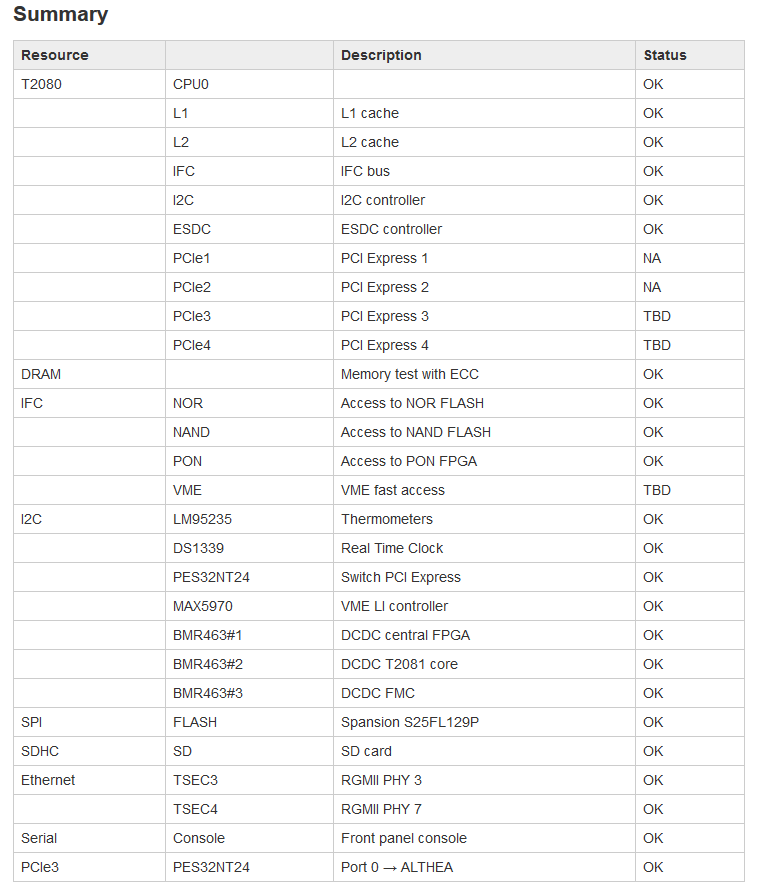 Summary
Resource Description Status
T2080 CPU0 OK
L1 L1 cache OK
L2 L2 cache OK
IFC IFC bus OK
I2C I2C controller OK
ESDC ESDC controller OK
PCIe1 PCI Express 1 NA
PCIe2 PCI Express 2 NA
PCIe3 PCI Express 3 TBD
PCIe4 PCI Express 4 TBD
DRAM Memory test with ECC OK
IFC NOR Access to NOR FLASH OK
NAND Access to NAND FLASH OK
PON Access to PON FPGA OK
VME VME fast access TBD
I2C LM95235 Thermometers OK
DS1339 Real Time Clock OK
PES32NT24 Switch PCI Express OK
MAX5970 VME LI controller OK
BMR463#1 DCDC central FPGA OK
BMR463#2 DCDC T2081 core OK
BMR463#3 DCDC FMC OK
SPI FLASH Spansion S25FL129P OK
SDHC SD SD card OK
Ethernet TSEC3 RGMII PHY 3 OK
TSEC4 RGMII PHY 7 OK
Serial Console Front panel console OK
PCIe3 PES32NT24 Port 0 → ALTHEA OK